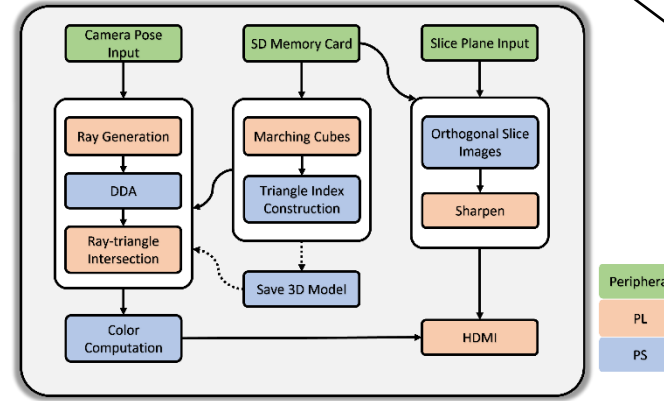 Camera Pose
Input
SD Memory Card
Slice Plane Input
Ray Generation
DDA
Ray-triangle
Intersection
Marching Cubes
Triangle Index
Construction
Orthogonal Slice
Images
Sharpen
Save 3D Model
Color
Computation
HDMI
Periphera
PL
PS